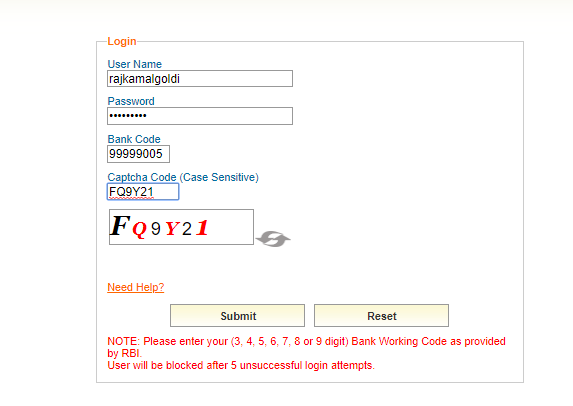 Login
User Name
rajkamalgoldi
Password
•••••••••
Bank Code
99999005
Captcha Code (Case Sensitive)
FQ9Y21
FQ9Y21
Need Help?
Submit Reset
NOTE: Please enter your (3, 4, 5, 6, 7, 8 or 9 digit) Bank Working Code as provided
by RBI.
User will be blocked after 5 unsuccessful login attempts.